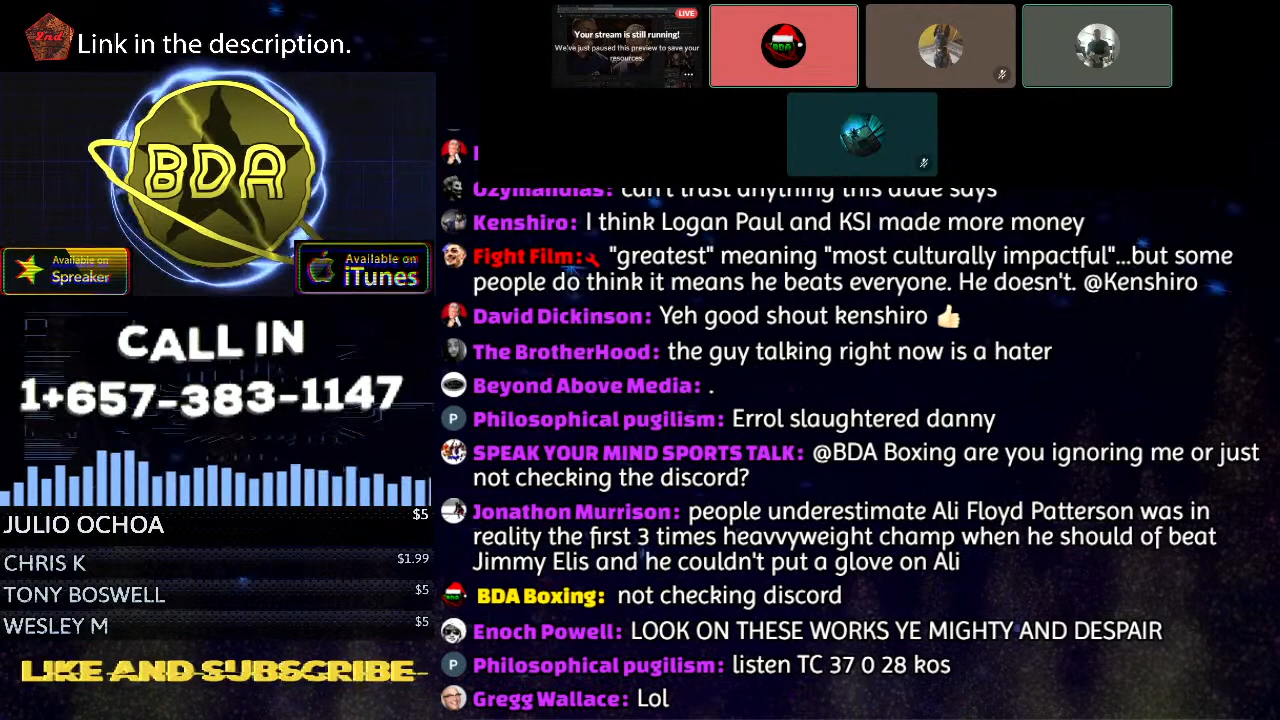 2nd
Link in the description.
BDA
Available on
Spreaker
Available on
iTunes
CALL IN
1+657-383-1147
JULIO OCHOA $5
CHRIS K $1.99
TONY BOSWELL $5
WESLEY M $5
LIKE AND SUBSCRIBE
LIVE
Your stream is still running!
We've just paused this preview to save your
resources.
BDA
Ozymandias: can't trust anything this dude says
Kenshiro: I think Logan Paul and KSI made more money
Fight Film: "greatest" meaning "most culturally impactful"...but some
people do think it means he beats everyone. He doesn't. @Kenshiro
David Dickinson: Yeh good shout kenshiro 👍🏻
The BrotherHood: the guy talking right now is a hater
Beyond Above Media: .
P Philosophical pugilism: Errol slaughtered danny
SPEAK YOUR MIND SPORTS TALK: @BDA Boxing are you ignoring me or just
not checking the discord?
Jonathon Murrison: people underestimate Ali Floyd Patterson was in
reality the first 3 times heavvyweight champ when he should of beat
Jimmy Elis and he couldn't put a glove on Ali
BDA Boxing: not checking discord
Enoch Powell: LOOK ON THESE WORKS YE MIGHTY AND DESPAIR
P Philosophical pugilism: listen TC 37 0 28 kos
Gregg Wallace: Lol